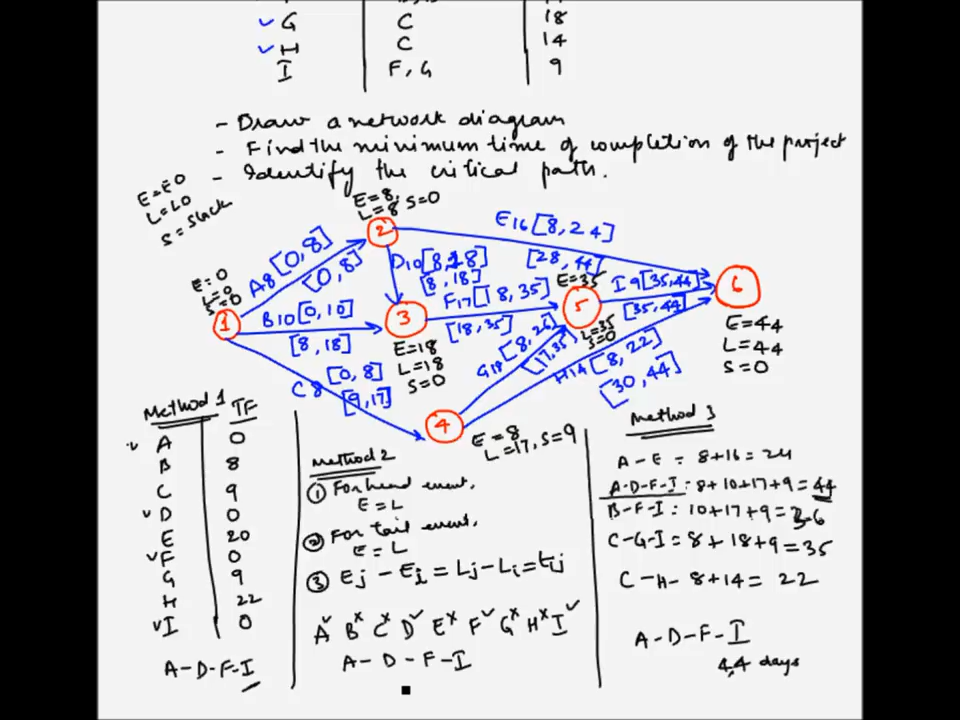 ✓ G C 18
✓ H C 14
I F, G 9
- Draw a network diagram
- Find the minimum time of completion of the project
- Identify the critical path.
E=EO
L=LO
S=Slack
E=8,
L=8 S=0
2
E16 [8,24]
[28,44]
A8 [0,8]
[0,8]
D10 [8,18]
[8,18]
E=0
L=0
S=0
1
B10 [0,10]
[8,18]
3
F17 [18,35]
[18,35]
E=35
5
L=35
S=0
I9 [35,44]
[35,44]
6
E=44
L=44
S=0
E=18
L=18
S=0
C8 [0,8]
[9,17]
G18 [8,26]
[17,35]
H14 [8,22]
[30,44]
4
E=8
L=17, S=9
Method 1 TF
✓ A 0
B 8
C 9
✓ D 0
E 20
✓ F 0
G 9
H 22
✓ I 0
A-D-F-I
Method 2
① For head event,
E=L
② For tail event,
E=L
③ Ej - Ei = Lj - Li = tij
A✓ B× C× D✓ E× F✓ G× H× I✓
A-D-F-I
Method 3
A-E = 8+16=24
A-D-F-I: 8+10+17+9=44
B-F-I: 10+17+9=36
C-G-I= 8+18+9=35
C-H- 8+14= 22
A-D-F-I
44 days